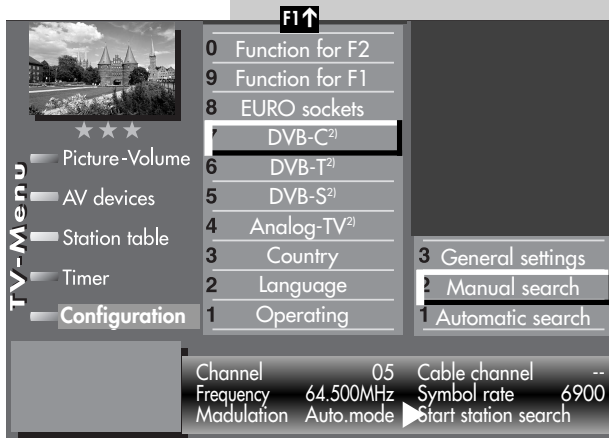 F1↑
0 Function for F2
9 Function for F1
8 EURO sockets
7 DVB-C2)
6 DVB-T2)
5 DVB-S2)
4 Analog-TV2)
3 Country
2 Language
1 Operating
TV-Menu
Picture-Volume
AV devices
Station table
Timer
Configuration
3 General settings
2 Manual search
1 Automatic search
Channel 05 Cable channel --
Frequency 64.500MHz Symbol rate 6900
Madulation Auto.mode Start station search